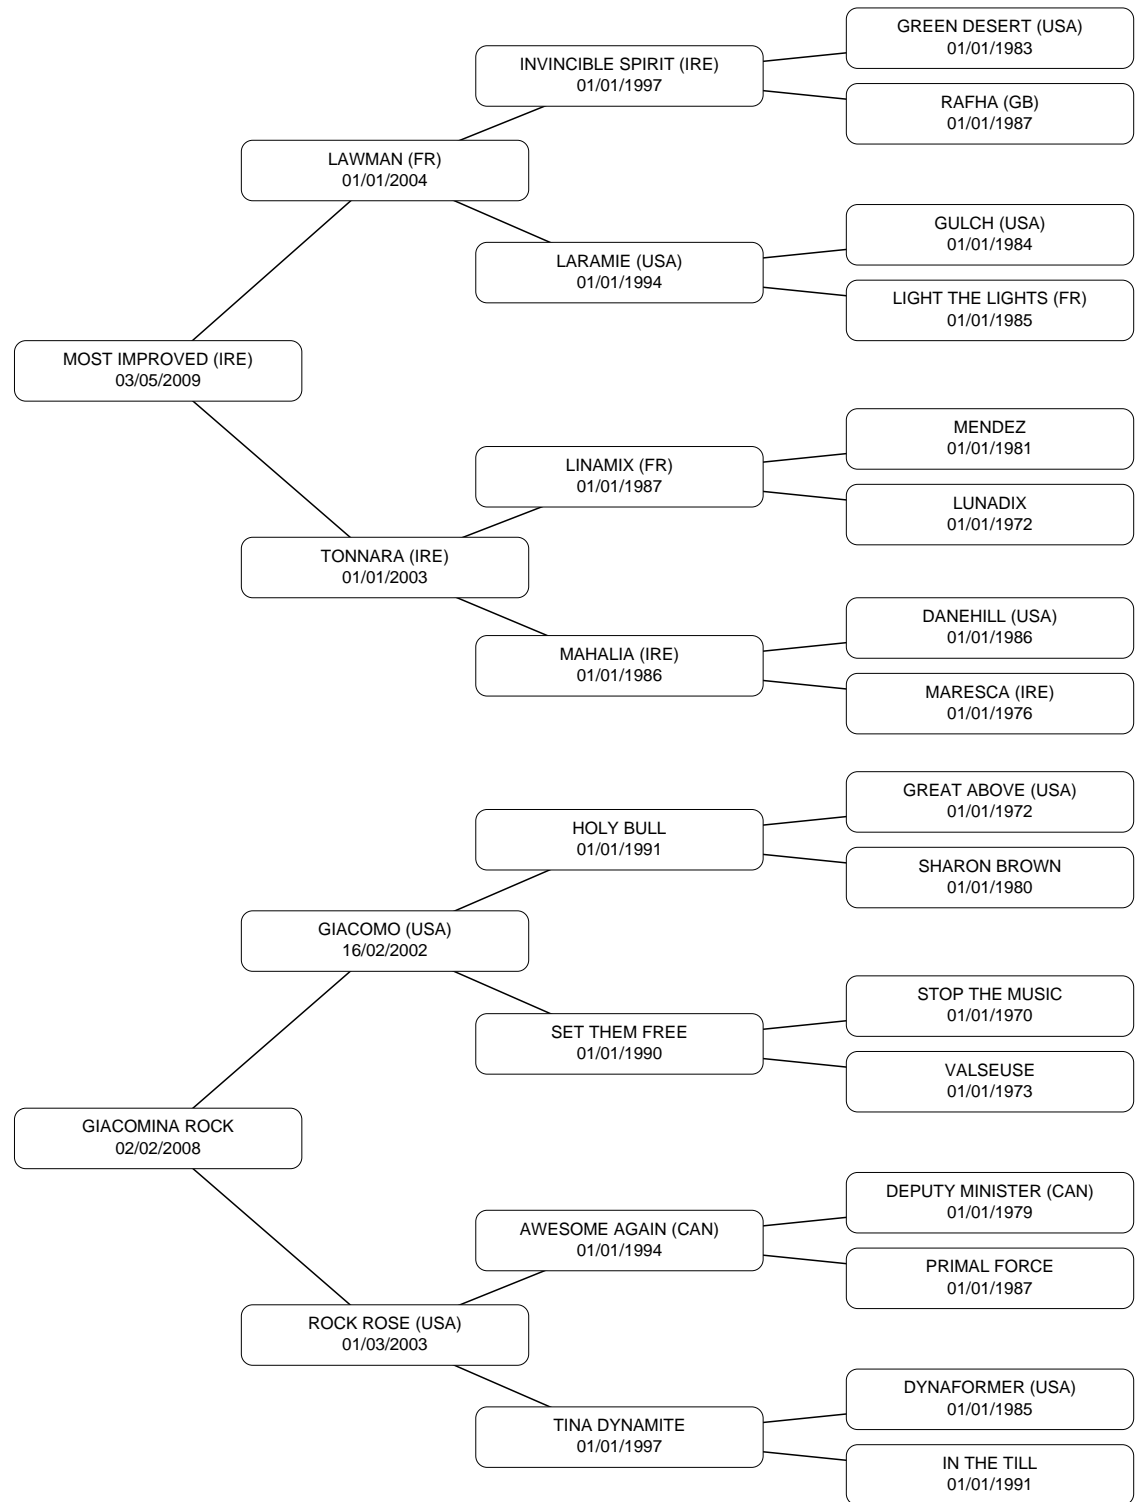 GREEN DESERT (USA)
01/01/1983
INVINCIBLE SPIRIT (IRE)
01/01/1997
RAFHA (GB)
01/01/1987
LAWMAN (FR)
01/01/2004
GULCH (USA)
01/01/1984
LARAMIE (USA)
01/01/1994
LIGHT THE LIGHTS (FR)
01/01/1985
MOST IMPROVED (IRE)
03/05/2009
MENDEZ
01/01/1981
LINAMIX (FR)
01/01/1987
LUNADIX
01/01/1972
TONNARA (IRE)
01/01/2003
DANEHILL (USA)
01/01/1986
MAHALIA (IRE)
01/01/1986
MARESCA (IRE)
01/01/1976
GREAT ABOVE (USA)
01/01/1972
HOLY BULL
01/01/1991
SHARON BROWN
01/01/1980
GIACOMO (USA)
16/02/2002
STOP THE MUSIC
01/01/1970
SET THEM FREE
01/01/1990
VALSEUSE
01/01/1973
GIACOMINA ROCK
02/02/2008
DEPUTY MINISTER (CAN)
01/01/1979
AWESOME AGAIN (CAN)
01/01/1994
PRIMAL FORCE
01/01/1987
ROCK ROSE (USA)
01/03/2003
DYNAFORMER (USA)
01/01/1985
TINA DYNAMITE
01/01/1997
IN THE TILL
01/01/1991